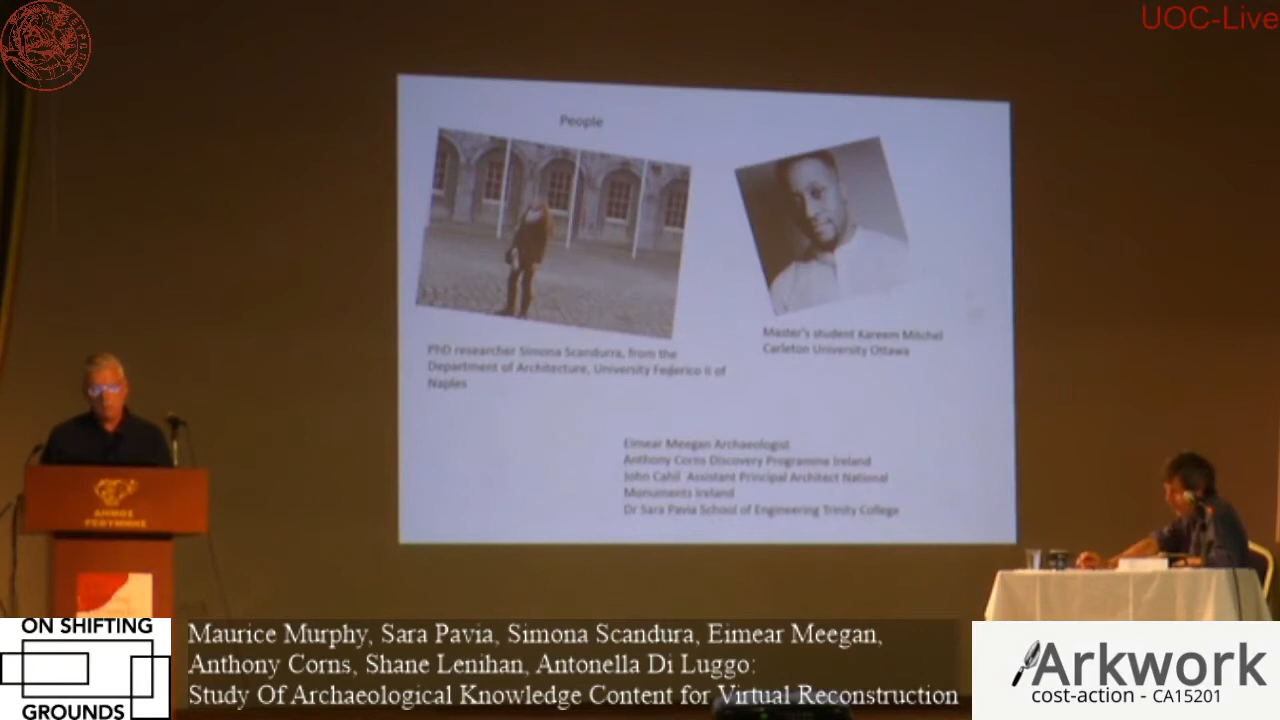 UOC-Live
People
PhD researcher Simona Scandurra, from the
Department of Architecture, University Federico II of
Naples
Master's student Kareem Mitchel
Carleton University Ottawa
Eimear Meegan Archaeologist
Anthony Corns Discovery Programme Ireland
John Cahil Assistant Principal Architect National
Monuments Ireland
Dr Sara Pavia School of Engineering Trinity College
ΔΗΜΟΣ
ΡΕΘΥΜΝΗΣ
ON SHIFTING
GROUNDS
Maurice Murphy, Sara Pavia, Simona Scandura, Eimear Meegan,
Anthony Corns, Shane Lenihan, Antonella Di Luggo:
Study Of Archaeological Knowledge Content for Virtual Reconstruction
Arkwork
cost-action - CA15201